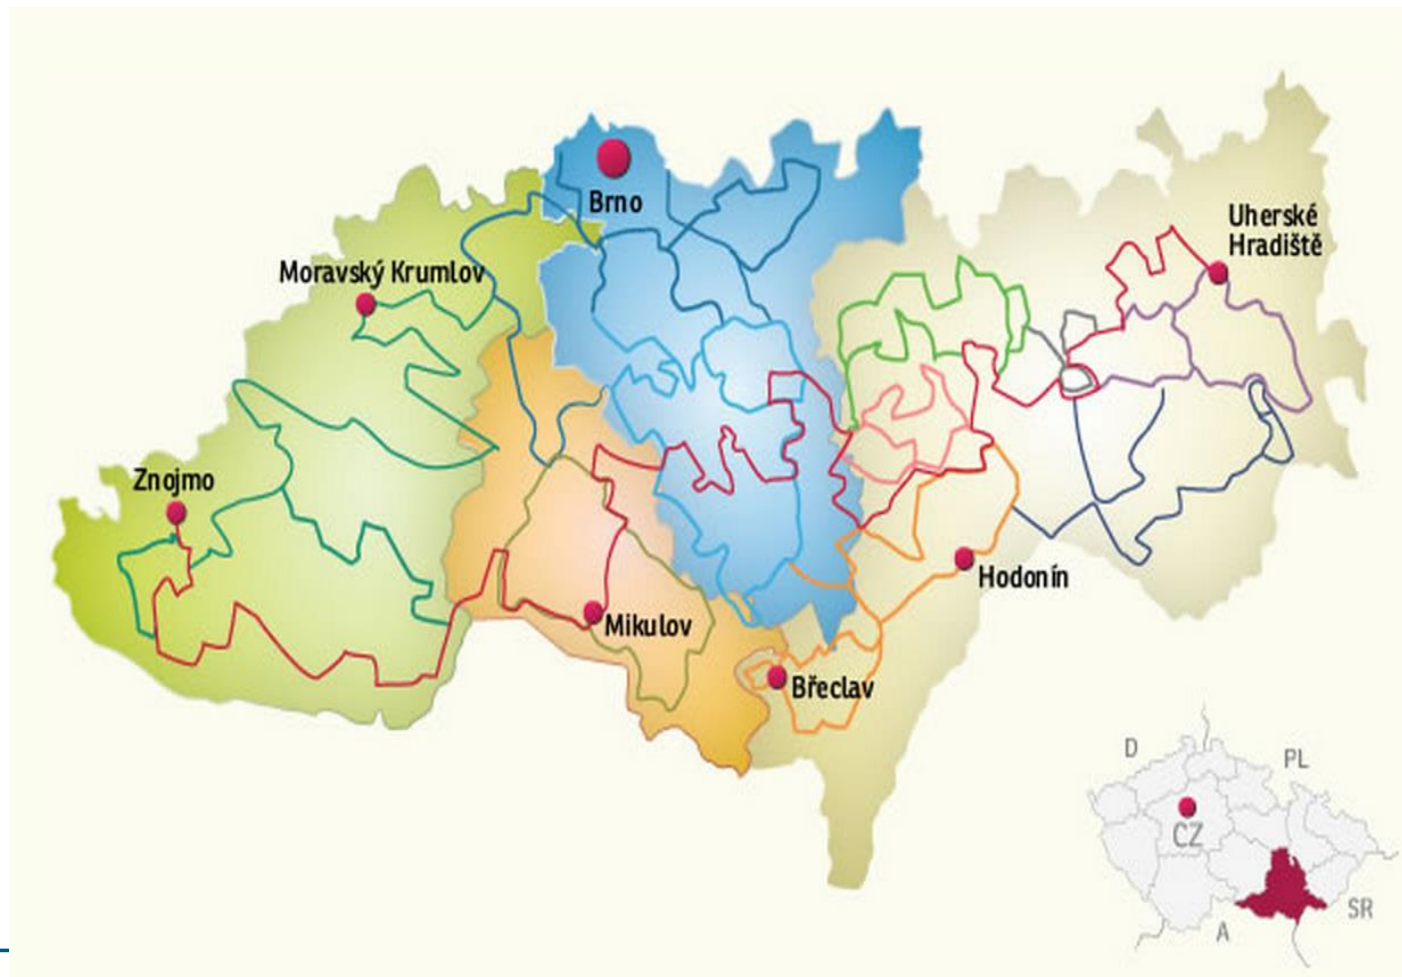 Brno
Uherské
Hradiště
Moravský Krumlov
Znojmo
Hodonín
Mikulov
Břeclav
D
PL
CZ
SR
A